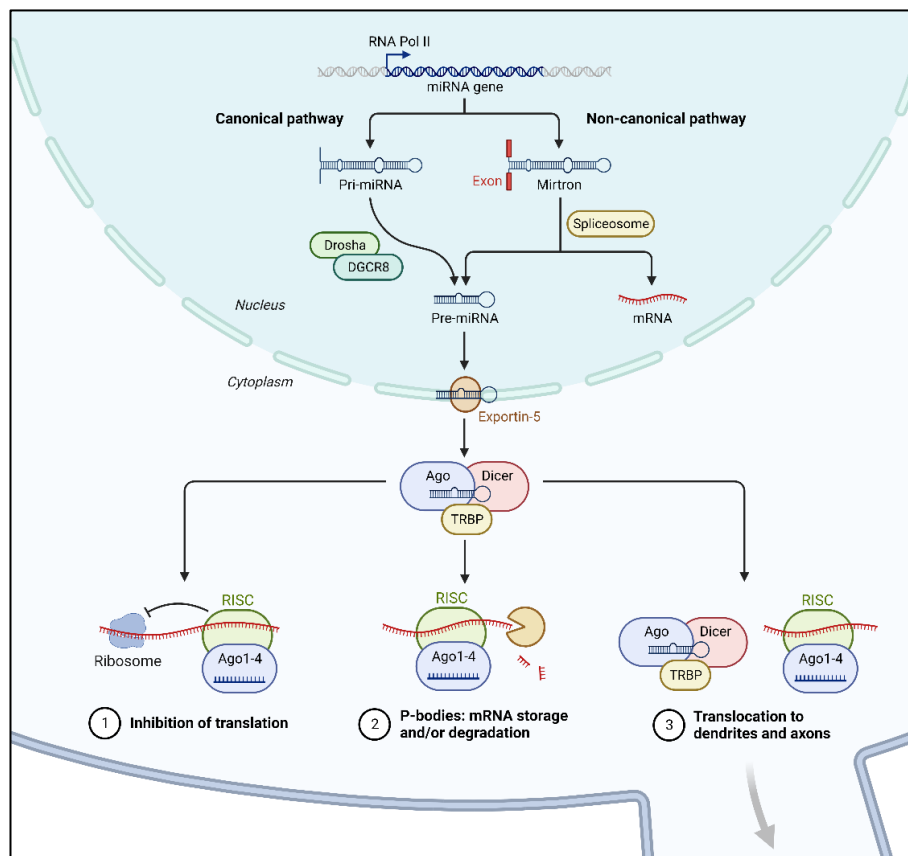 RNA Pol II
miRNA gene
Canonical pathway
Non-canonical pathway
Pri-miRNA
Exon
Mirtron
Spliceosome
Drosha
DGCR8
Nucleus
Pre-miRNA
mRNA
Cytoplasm
Exportin-5
Ago
Dicer
TRBP
RISC
Ribosome
Ago1-4
1
Inhibition of translation
RISC
Ago1-4
2
P-bodies: mRNA storage
and/or degradation
RISC
Ago
Dicer
TRBP
Ago1-4
3
Translocation to
dendrites and axons